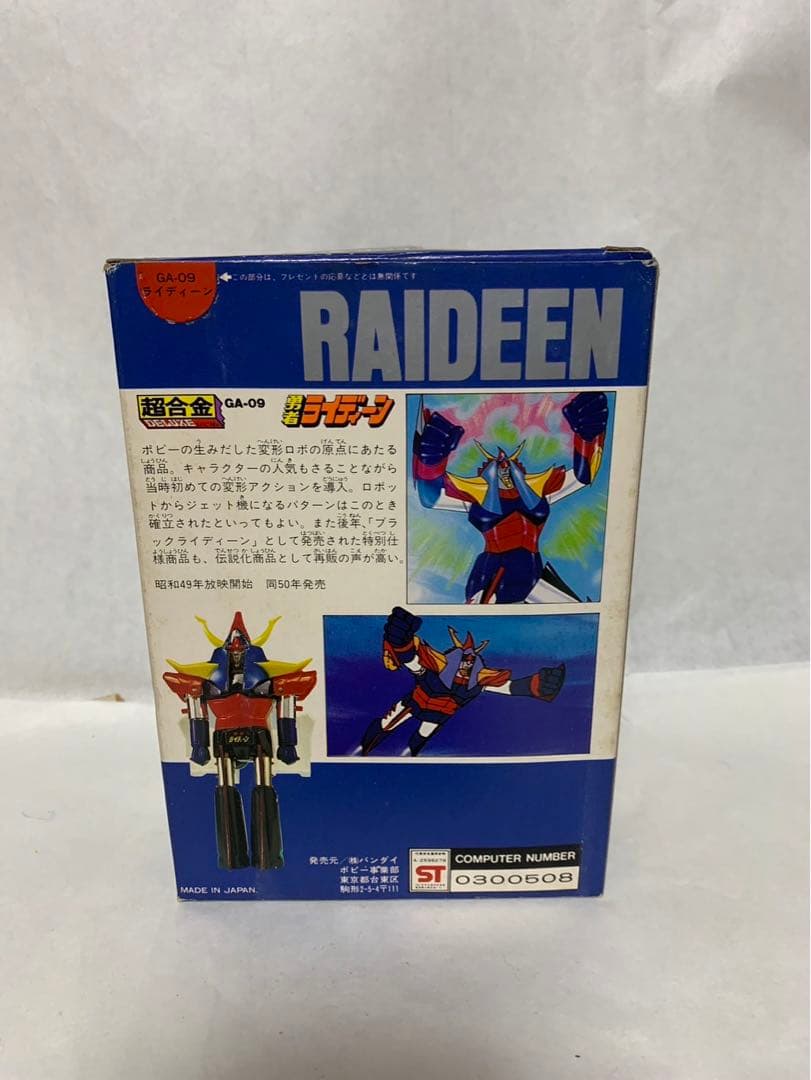 GA-09
ライディーン
この部分は、プレゼントの応募などとは無関係です
RAIDEEN
超合金
DELUXE
GA-09
勇者ライディーン
ポピーの生みだした変形ロボの原点にあたる
商品。キャラクターの人気もさることながら
当時初めての変形アクションを導入。ロボッ
トからジェット機になるパターンはこのとき
確立されたといってもよい。また後年、「ブラ
ックライディーン」として発売された特別仕
様商品も、伝説化商品として再販の声が高い。
昭和49年放映開始 同50年発売
ライディーン
発売元/㈱バンダイ
ポピー事業部
東京都台東区
駒形2-5-4〒111
ST
COMPUTER NUMBER
0300508
MADE IN JAPAN.